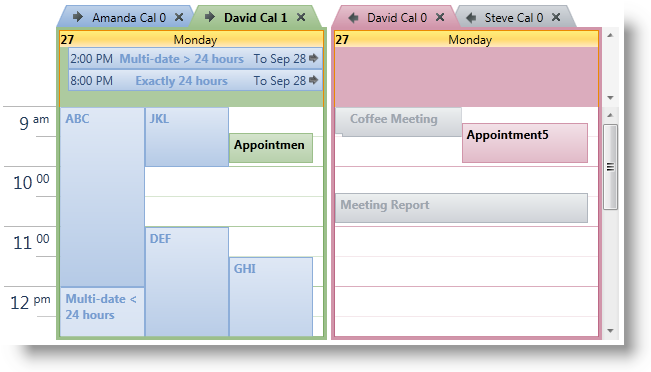 Amanda Cal 0
David Cal 1
David Cal 0
Steve Cal 0
27 Monday
27 Monday
2:00 PM Multi-date > 24 hours To Sep 28
8:00 PM Exactly 24 hours To Sep 28
9 am
10 00
11 00
12 pm
ABC
JKL
Appointmen
DEF
GHI
Multi-date <
24 hours
Coffee Meeting
Appointment5
Meeting Report